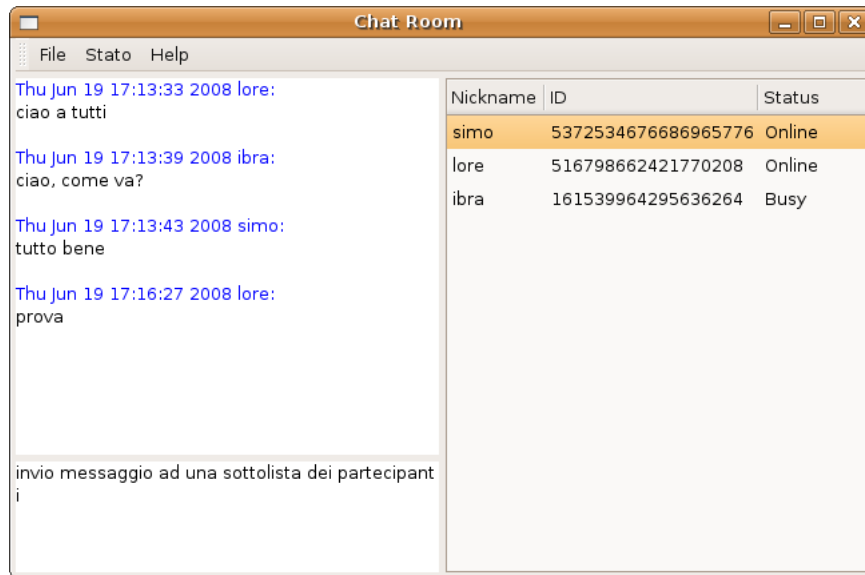 Chat Room
File Stato Help
Thu Jun 19 17:13:33 2008 lore:
ciao a tutti
Thu Jun 19 17:13:39 2008 ibra:
ciao, come va?
Thu Jun 19 17:13:43 2008 simo:
tutto bene
Thu Jun 19 17:16:27 2008 lore:
prova
invio messaggio ad una sottolista dei partecipant
i
Nickname ID Status
simo 5372534676686965776 Online
lore 516798662421770208 Online
ibra 161539964295636264 Busy